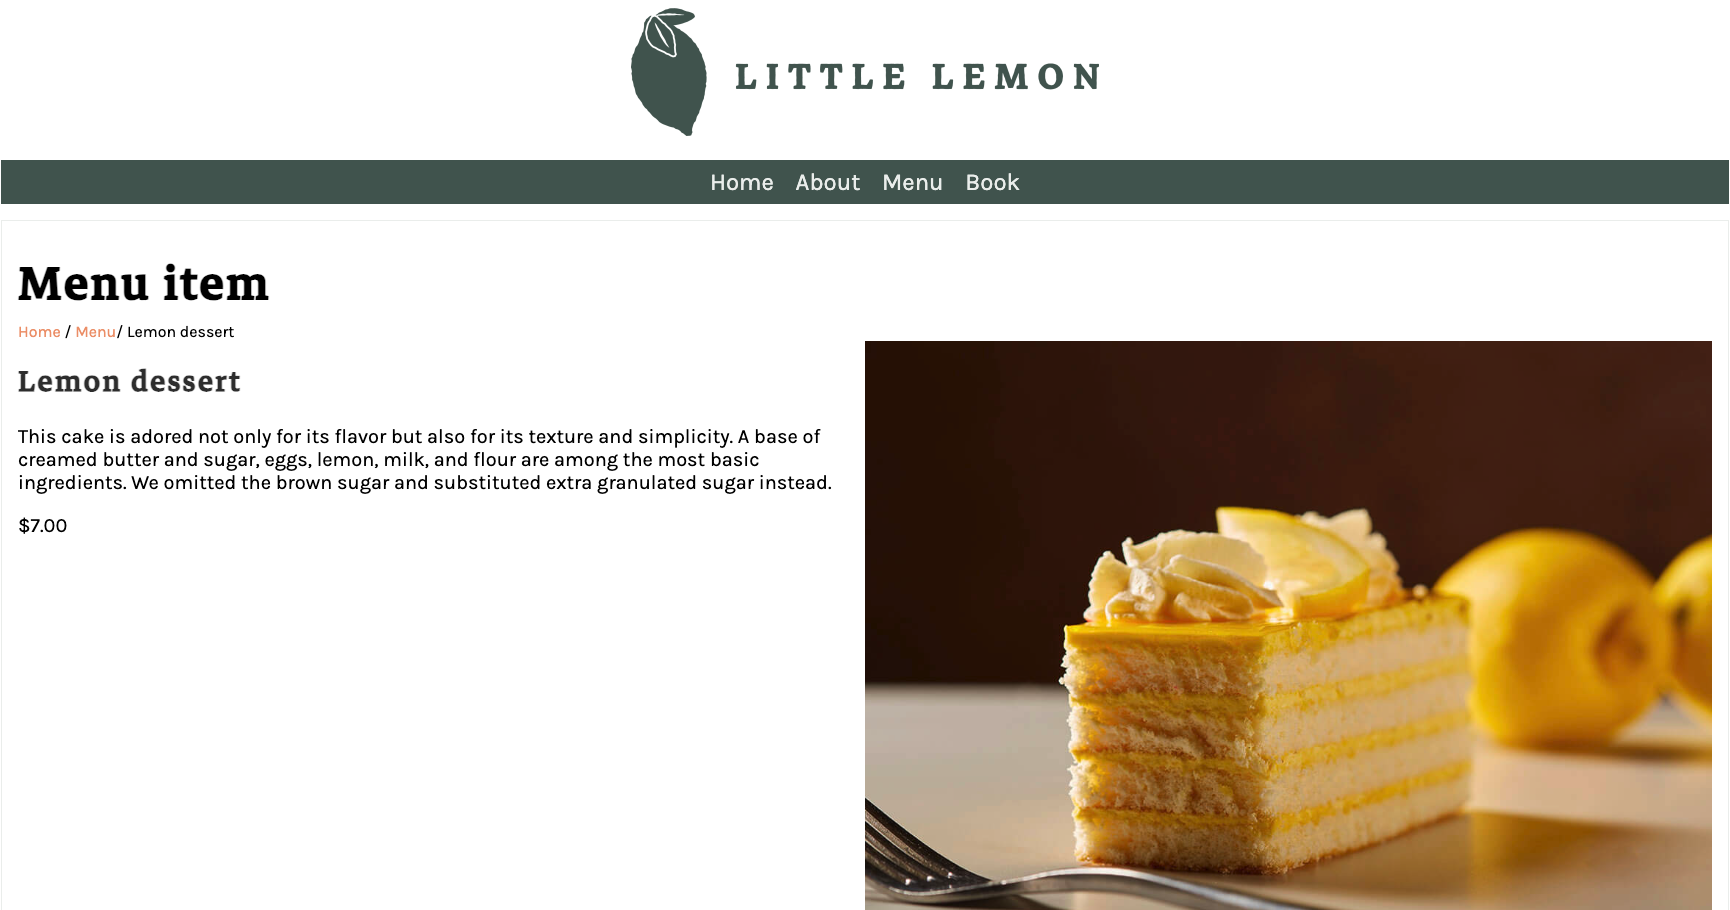 LITTLE LEMON
Home About Menu Book
Menu item
Home / Menu/ Lemon dessert
Lemon dessert
This cake is adored not only for its flavor but also for its texture and simplicity. A base of
creamed butter and sugar, eggs, lemon, milk, and flour are among the most basic
ingredients. We omitted the brown sugar and substituted extra granulated sugar instead.
$7.00